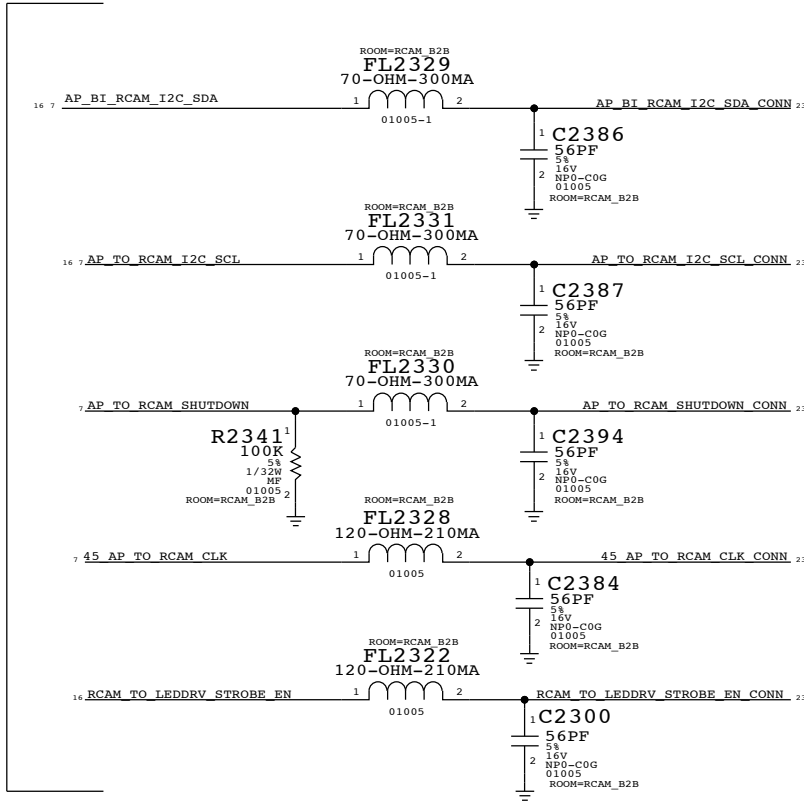 ROOM=RCAM_B2B
FL2329
70-OHM-300MA
16 7 AP_BI_RCAM_I2C_SDA 1 2 AP_BI_RCAM_I2C_SDA_CONN 23
01005-1
1 C2386
56PF
5%
16V
2 NP0-C0G
01005
ROOM=RCAM_B2B
ROOM=RCAM_B2B
FL2331
70-OHM-300MA
16 7 AP_TO_RCAM_I2C_SCL 1 2 AP_TO_RCAM_I2C_SCL_CONN 23
01005-1
1 C2387
56PF
5%
2 16V
NP0-C0G
01005
ROOM=RCAM_B2B
ROOM=RCAM_B2B
FL2330
70-OHM-300MA
7 AP_TO_RCAM_SHUTDOWN 1 2 AP_TO_RCAM_SHUTDOWN_CONN 23
01005-1
R2341 1
100K
5%
1/32W
MF
01005 2
ROOM=RCAM_B2B
1 C2394
56PF
5%
2 16V
NP0-C0G
01005
ROOM=RCAM_B2B
ROOM=RCAM_B2B
FL2328
120-OHM-210MA
7 45_AP_TO_RCAM_CLK 1 2 45_AP_TO_RCAM_CLK_CONN 23
01005
1 C2384
56PF
5%
2 16V
NP0-C0G
01005
ROOM=RCAM_B2B
ROOM=RCAM_B2B
FL2322
120-OHM-210MA
16 RCAM_TO_LEDDRV_STROBE_EN 1 2 RCAM_TO_LEDDRV_STROBE_EN_CONN 23
01005
1 C2300
56PF
5%
2 16V
NP0-C0G
01005
ROOM=RCAM_B2B